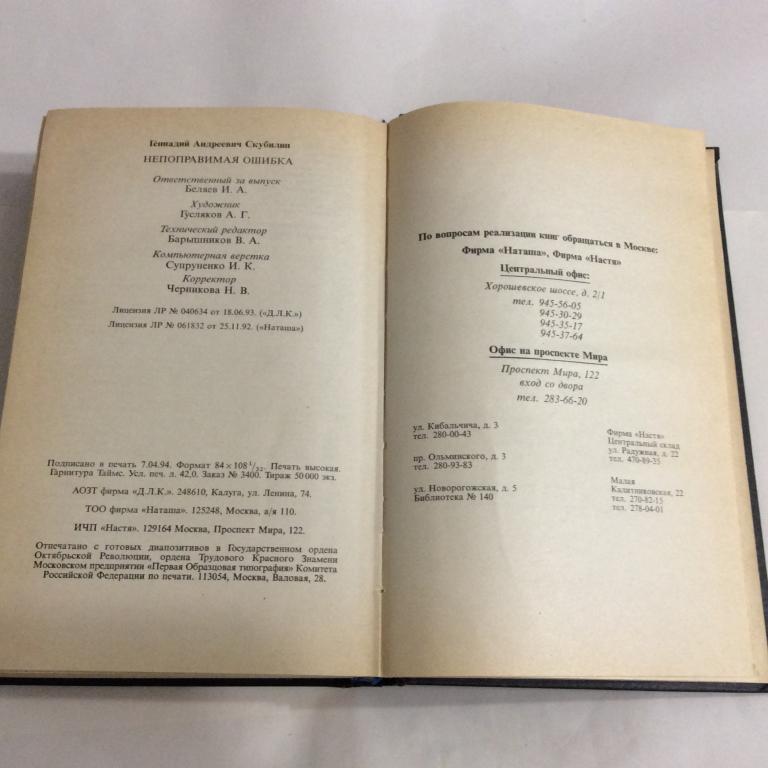 Геннадий Андреевич Скубилин
НЕПОПРАВИМАЯ ОШИБКА
Ответственный за выпуск
Беляев И. А.
Художник
Гусляков А. Г.
Технический редактор
Барышников В. А.
Компьютерная верстка
Супруненко И. К.
Корректор
Черникова Н. В.
Лицензия ЛР № 040634 от 18.06.93. («Д.Л.К.»)
Лицензия ЛР № 061832 от 25.11.92. («Наташа»)
Подписано в печать 7.04.94. Формат 84×108 1/32. Печать высокая.
Гарнитура Таймс. Усл. печ. л. 42,0. Заказ № 3400. Тираж 50 000 экз.
АОЗТ фирма «Д.Л.К.». 248610, Калуга, ул. Ленина, 74.
ТОО фирма «Наташа». 125248, Москва, а/я 110.
ИЧП «Настя». 129164 Москва, Проспект Мира, 122.
Отпечатано с готовых диапозитивов в Государственном ордена
Октябрьской Революции, ордена Трудового Красного Знамени
Московском предприятии «Первая Образцовая типография» Комитета
Российской Федерации по печати. 113054, Москва, Валовая, 28.
По вопросам реализации книг обращаться в Москве:
Фирма «Наташа», Фирма «Настя»
Центральный офис:
Хорошевское шоссе, д. 2/1
тел. 945-56-05
945-30-29
945-35-17
945-37-64
Офис на проспекте Мира
Проспект Мира, 122
вход со двора
тел. 283-66-20
ул. Кибальчича, д. 3
тел. 280-00-43
пр. Ольминского, д. 3
тел. 280-93-83
ул. Новорогожская, д. 5
Библиотека № 140
Фирма «Настя»
Центральный склад
ул. Радужная, д. 22
тел. 470-89-35
Малая
Калитниковская, 22
тел. 270-82-15
тел. 278-04-01